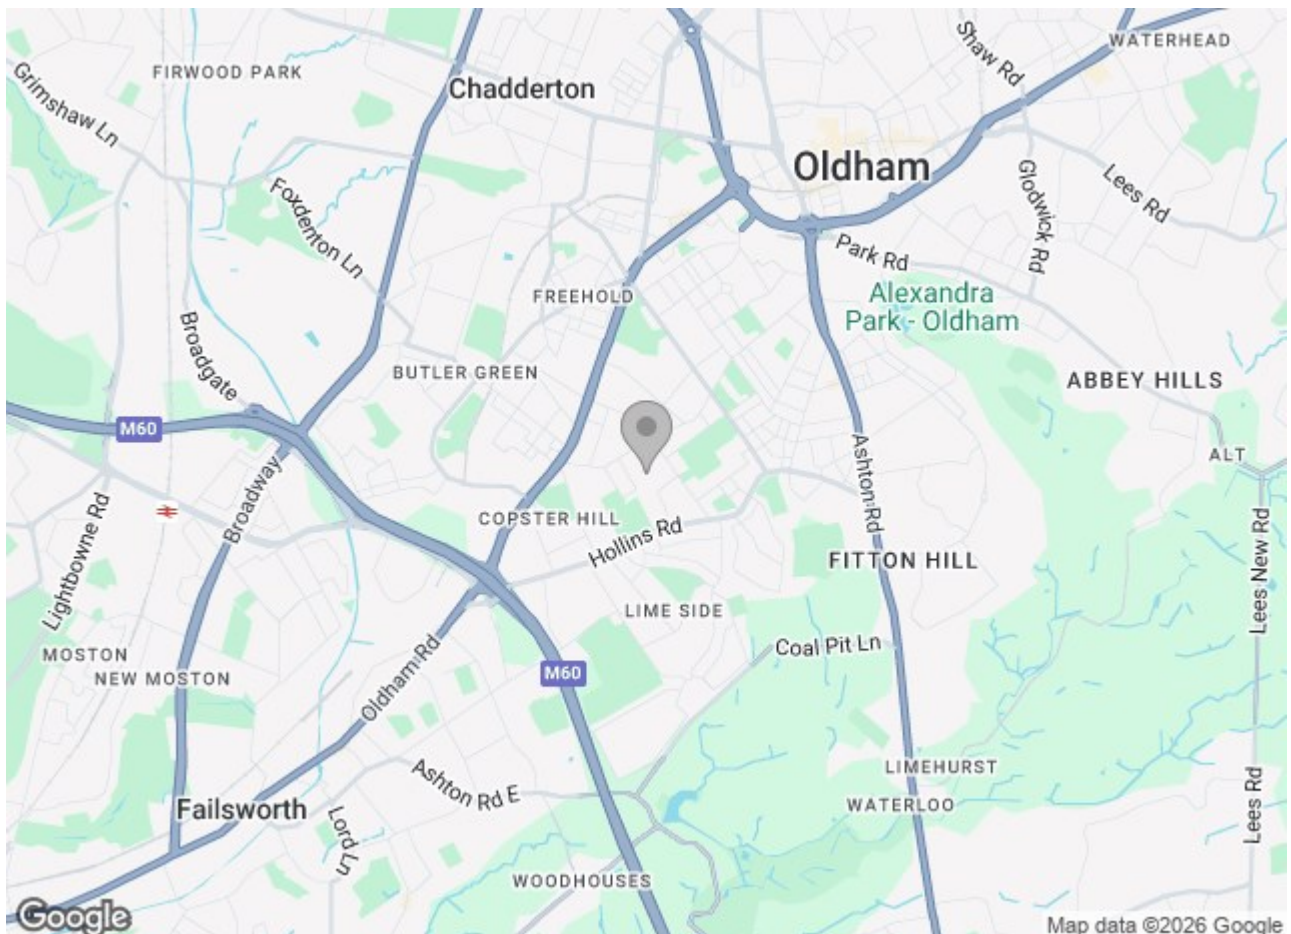 WATERHEAD
Shaw Rd
FIRWOOD PARK
Chadderton
Grimshaw Ln
Oldham
Lees Rd
Glodwick Rd
Foxdenton Ln
Park Rd
FREEHOLD
Alexandra
Park - Oldham
Broadgate
BUTLER GREEN
ABBEY HILLS
M60
ALT
Ashton Rd
Broadway
Lightbowne Rd
COPSTER HILL
Hollins Rd
FITTON HILL
Lees New Rd
LIME SIDE
Coal Pit Ln
MOSTON
NEW MOSTON
M60
Oldham Rd
LIMEHURST
Ashton Rd E
WATERLOO
Failsworth
Lord Ln
Lees Rd
WOODHOUSES
Google
Map data ©2026 Google